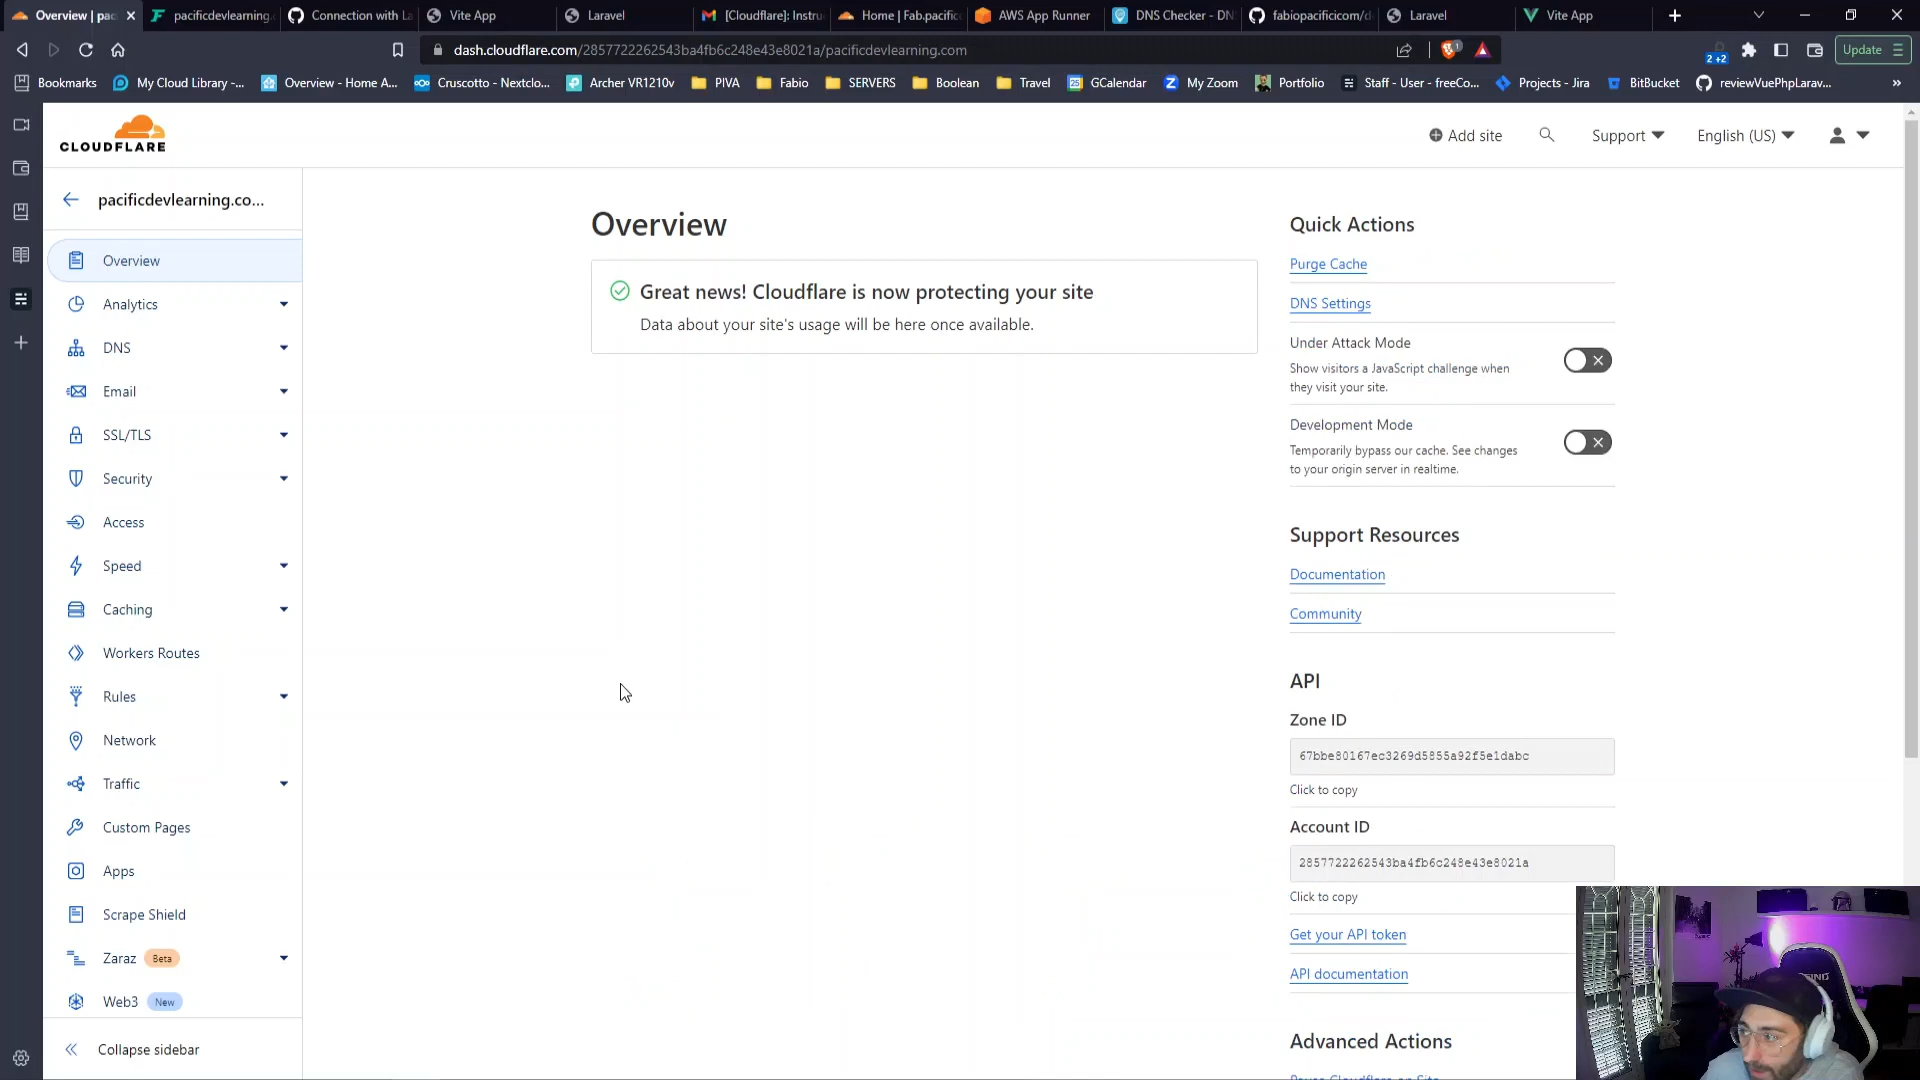 Overview | pac
pacificdevlearning.
Connection with La
Vite App
Laravel
[Cloudflare]: Instru
Home | Fab.pacific
AWS App Runner
DNS Checker - DN
fabiopacificicom/d
Laravel
Vite App
dash.cloudflare.com/2857722262543ba4fb6c248e43e8021a/pacificdevlearning.com
2+2
Update
Bookmarks
My Cloud Library -...
Overview - Home A...
Cruscotto - Nextclo...
Archer VR1210v
PIVA
Fabio
SERVERS
Boolean
Travel
GCalendar
My Zoom
Portfolio
Staff - User - freeCo...
Projects - Jira
BitBucket
reviewVuePhpLarav...
CLOUDFLARE
Add site
Support
English (US)
pacificdevlearning.co...
Overview
Analytics
DNS
Email
SSL/TLS
Security
Access
Speed
Caching
Workers Routes
Rules
Network
Traffic
Custom Pages
Apps
Scrape Shield
Zaraz Beta
Web3 New
Collapse sidebar
Overview
Great news! Cloudflare is now protecting your site
Data about your site's usage will be here once available.
Quick Actions
Purge Cache
DNS Settings
Under Attack Mode
Show visitors a JavaScript challenge when
they visit your site.
Development Mode
Temporarily bypass our cache. See changes
to your origin server in realtime.
Support Resources
Documentation
Community
API
Zone ID
67bbe80167ec3269d5855a92f5e1dabc
Click to copy
Account ID
2857722262543ba4fb6c248e43e8021a
Click to copy
Get your API token
API documentation
Advanced Actions
Pause Cloudflare on Site